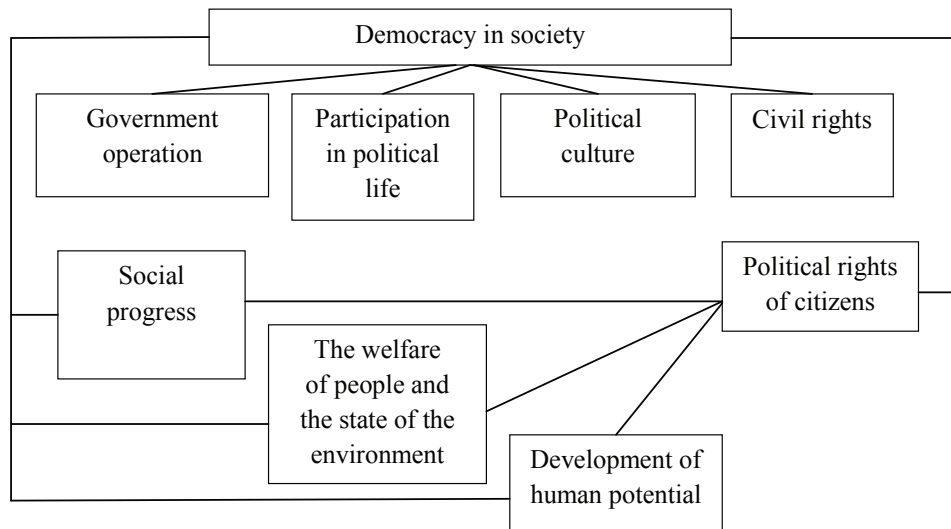 Democracy in society
Government
operation
Participation
in political
life
Political
culture
Civil rights
Social
progress
Political rights
of citizens
The welfare
of people and
the state of the
environment
Development of
human potential